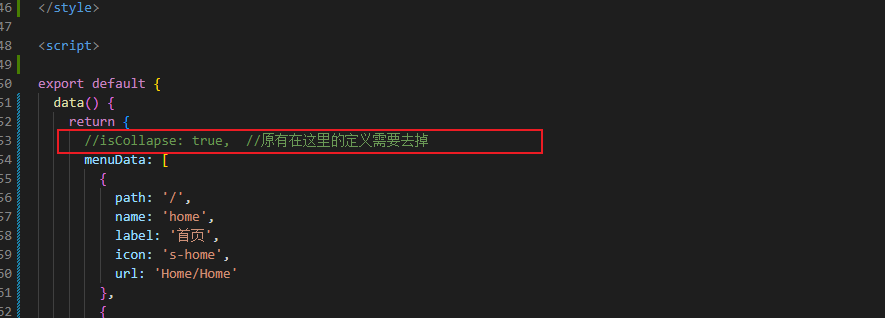 46 </style>
47
48 <script>
49
50 export default {
51 data() {
52 return {
53 //isCollapse: true, //原有在这里的定义需要去掉
54 menuData: [
55 {
56 path: '/',
57 name: 'home',
58 label: '首页',
59 icon: 's-home',
60 url: 'Home/Home'
61 },
62 {